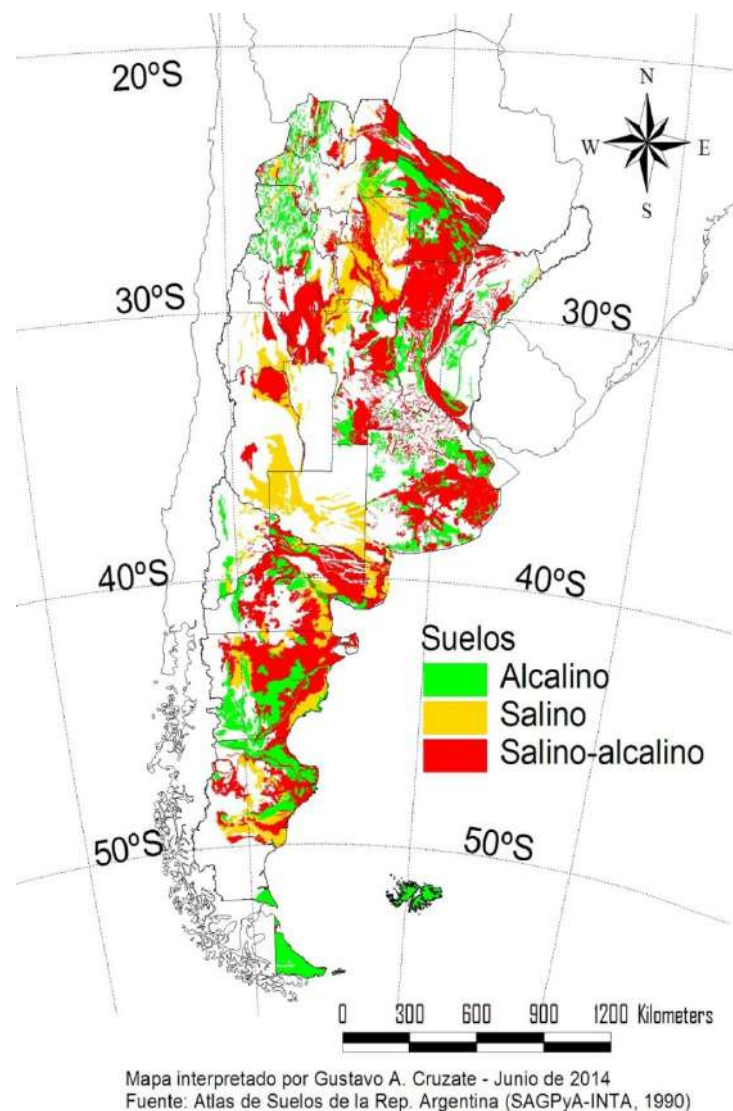 20ºS
N
W E
S
30ºS 30ºS
40ºS 40ºS
Suelos
Alcalino
Salino
Salino-alcalino
50ºS 50ºS
0 300 600 900 1200 Kilometers
Mapa interpretado por Gustavo A. Cruzate - Junio de 2014
Fuente: Atlas de Suelos de la Rep. Argentina (SAGPyA-INTA, 1990)